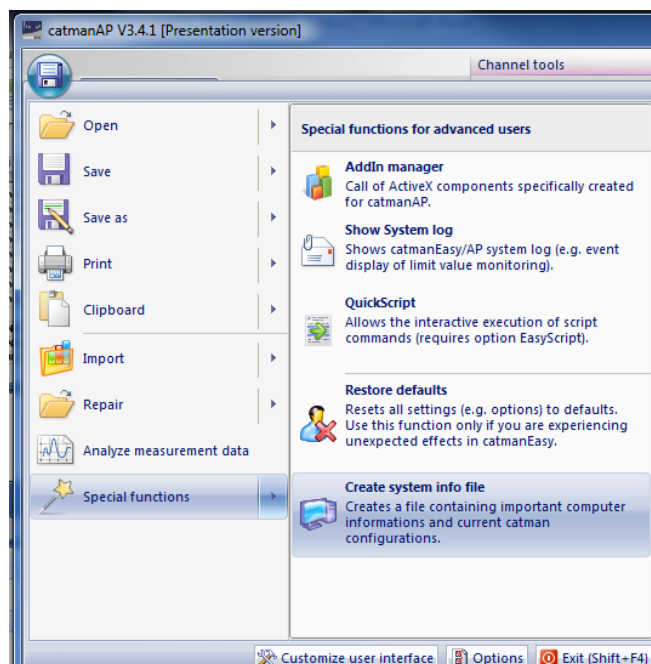 catmanAP V3.4.1 [Presentation version]
Channel tools
Open
Save
Save as
Print
Clipboard
Import
Repair
Analyze measurement data
Special functions
Special functions for advanced users
AddIn manager
Call of ActiveX components specifically created
for catmanAP.
Show System log
Shows catmanEasy/AP system log (e.g. event
display of limit value monitoring).
QuickScript
Allows the interactive execution of script
commands (requires option EasyScript).
Restore defaults
Resets all settings (e.g. options) to defaults.
Use this function only if you are experiencing
unexpected effects in catmanEasy.
Create system info file
Creates a file containing important computer
informations and current catman
configurations.
Customize user interface
Options
Exit (Shift+F4)